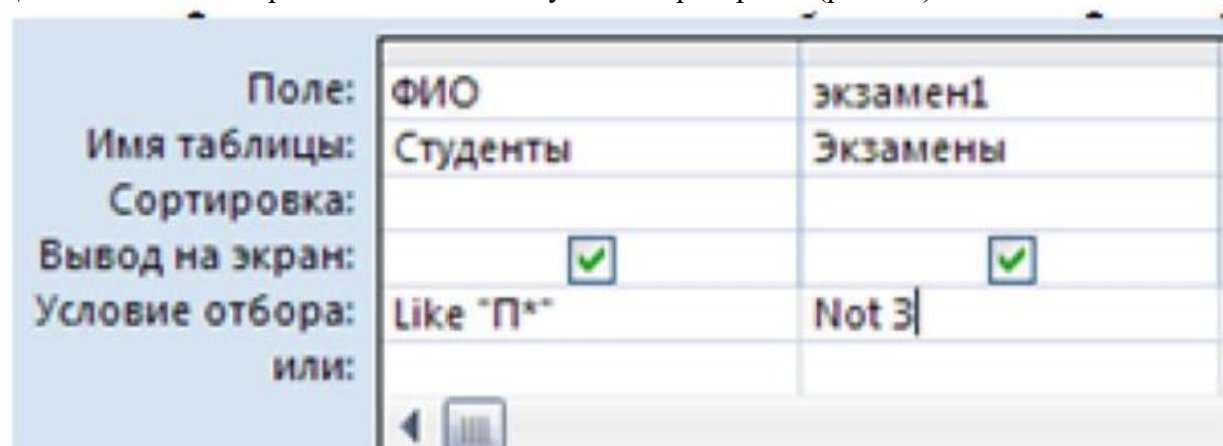 Поле: ФИО экзамен1
Имя таблицы: Студенты Экзамены
Сортировка:
Вывод на экран:
Условие отбора: Like "П*" Not 3
или: